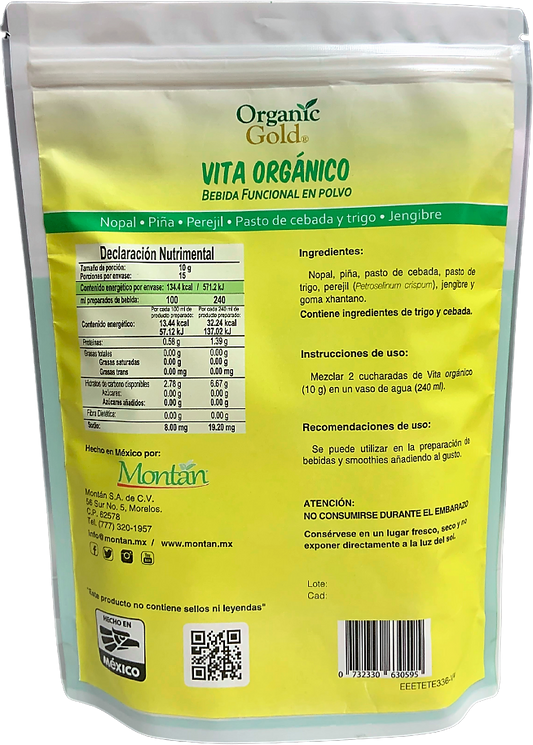 Organic
Gold®
VITA ORGÁNICO
BEBIDA FUNCIONAL EN POLVO
Nopal • Piña • Perejil • Pasto de cebada y trigo • Jengibre
Declaración Nutrimental
Tamaño de porción: 10 g
Porciones por envase: 15
Contenido energético por envase: 134.4 kcal / 571.2 kJ
ml preparados de bebida: 100 240
Por cada 100 ml de producto preparado: Por cada 240 ml de producto preparado:
Contenido energético: 13.44 kcal 32.24 kcal
57.12 kJ 137.02 kJ
Proteínas: 0.58 g 1.39 g
Grasas totales 0.00 g 0.00 g
Grasas saturadas 0.00 g 0.00 g
Grasas trans 0.00 mg 0.00 mg
Hidratos de carbono disponibles 2.78 g 6.67 g
Azúcares: 0.00 g 0.00 g
Azúcares añadidos: 0.00 g 0.00 g
Fibra Dietética: 0.00 g 0.00 g
Sodio: 8.00 mg 19.20 mg
Hecho en México por:
Montán
Montán S.A. de C.V.
56 Sur No. 5, Morelos.
C.P. 62578
Tel. (777) 320-1957
info@montan.mx / www.montan.mx
Ingredientes:
Nopal, piña, pasto de cebada, pasto de
trigo, perejil (Petroselinum crispum), jengibre y
goma xhantano.
Contiene ingredientes de trigo y cebada.
Instrucciones de uso:
Mezclar 2 cucharadas de Vita orgánico
(10 g) en un vaso de agua (240 ml).
Recomendaciones de uso:
Se puede utilizar en la preparación de
bebidas y smoothies añadiendo al gusto.
ATENCIÓN:
NO CONSUMIRSE DURANTE EL EMBARAZO
Consérvese en un lugar fresco, seco y no
exponer directamente a la luz del sol.
Lote:
Cad:
"Este producto no contiene sellos ni leyendas"
HECHO EN
MÉXICO
0 732330 630595